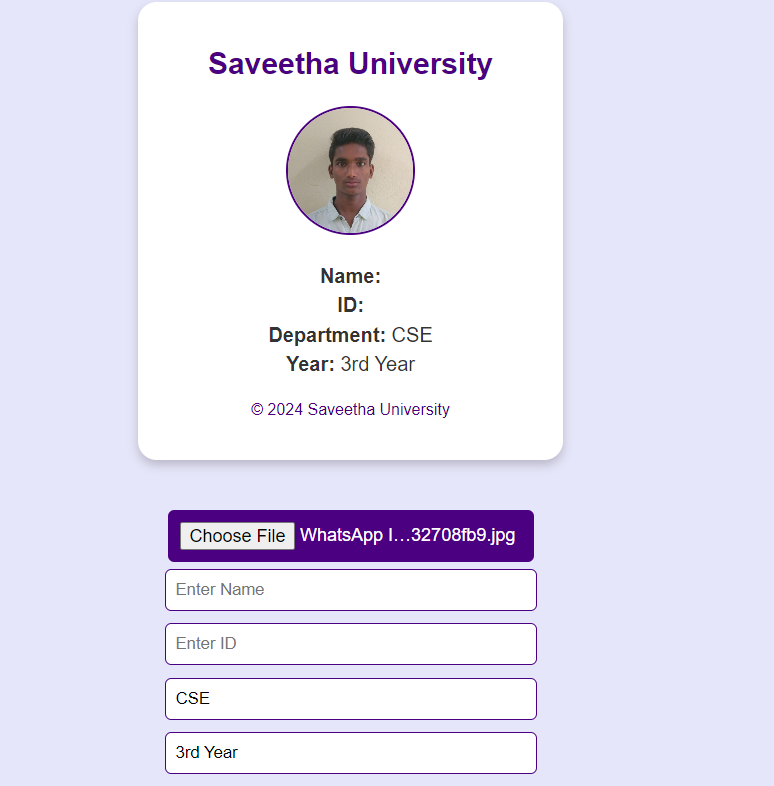 Saveetha University
Name:
ID:
Department: CSE
Year: 3rd Year
© 2024 Saveetha University
Choose File WhatsApp I...32708fb9.jpg
Enter Name
Enter ID
CSE
3rd Year